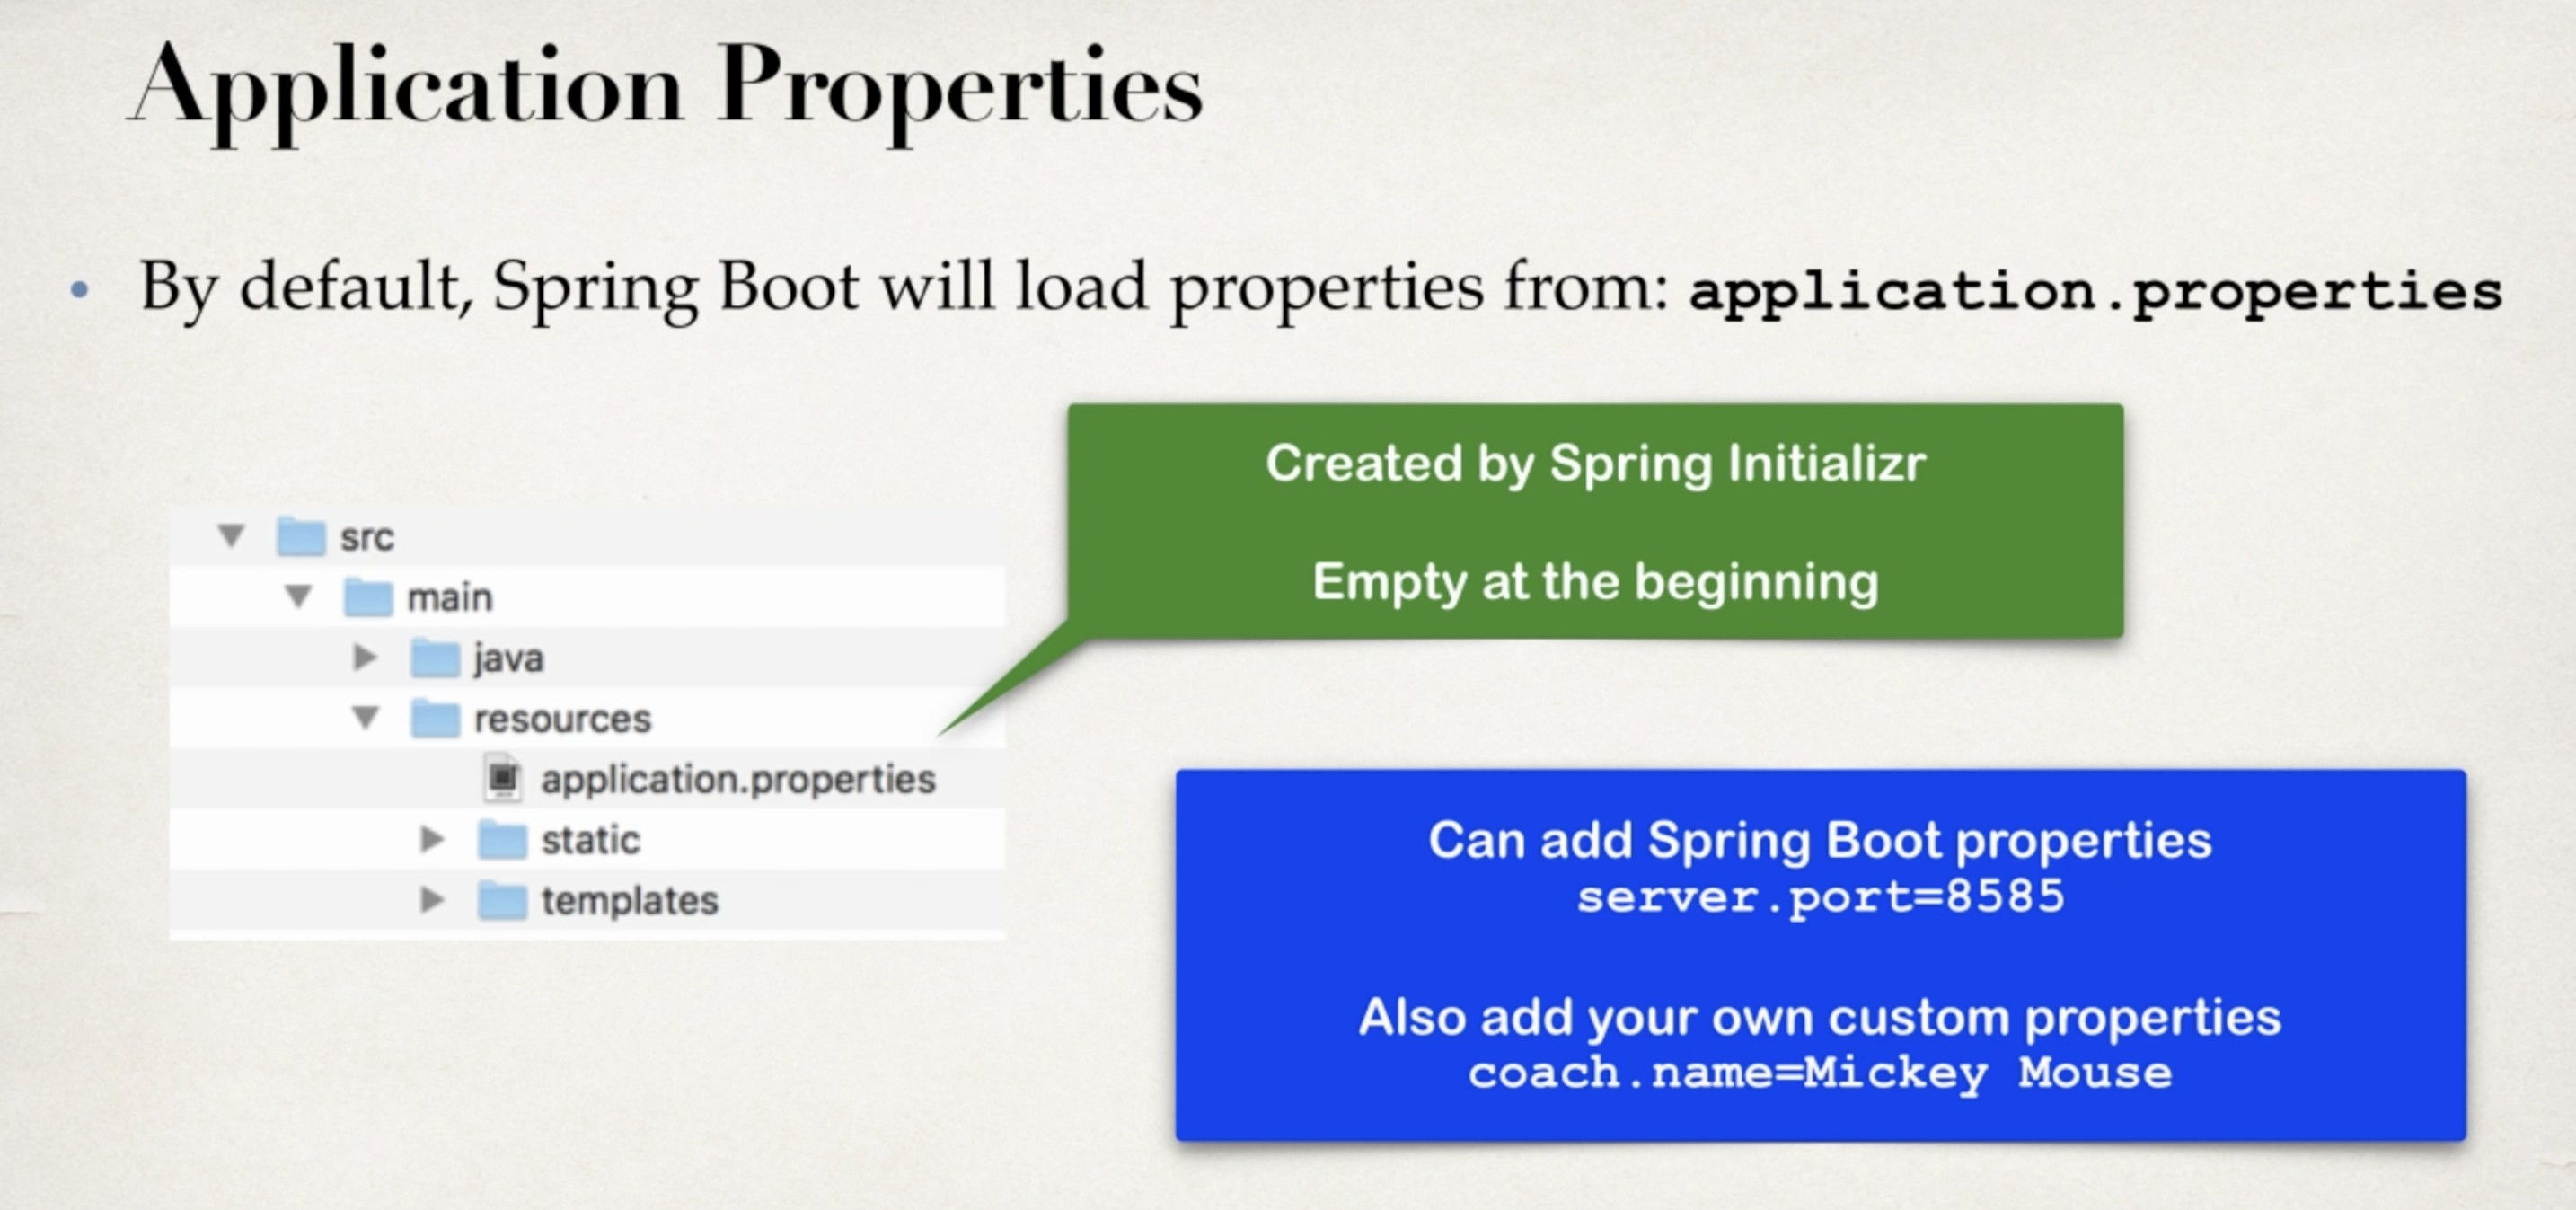 Application Properties
• By default, Spring Boot will load properties from: application.properties
Created by Spring Initializr
Empty at the beginning
src
main
java
resources
application.properties
static
templates
Can add Spring Boot properties
server.port=8585
Also add your own custom properties
coach.name=Mickey Mouse